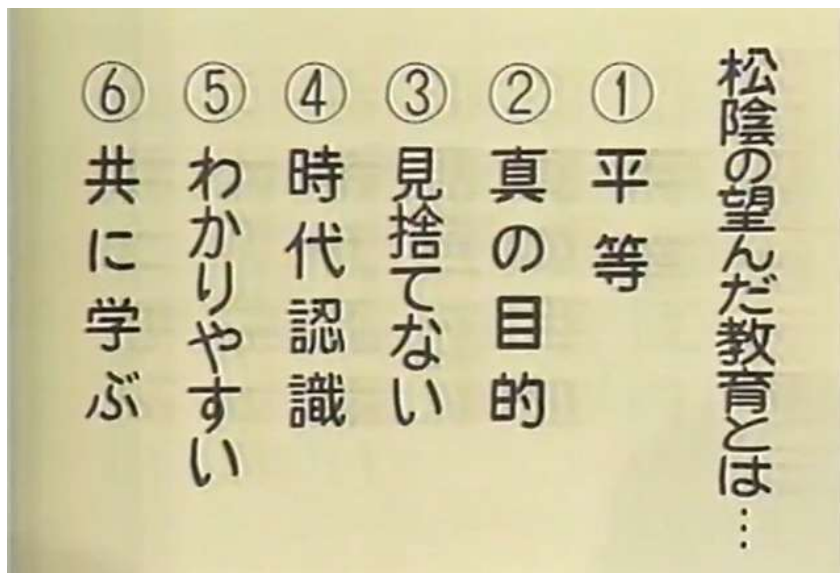 松陰の望んだ教育とは…
①平等
②真の目的
③見捨てない
④時代認識
⑤わかりやすい
⑥共に学ぶ